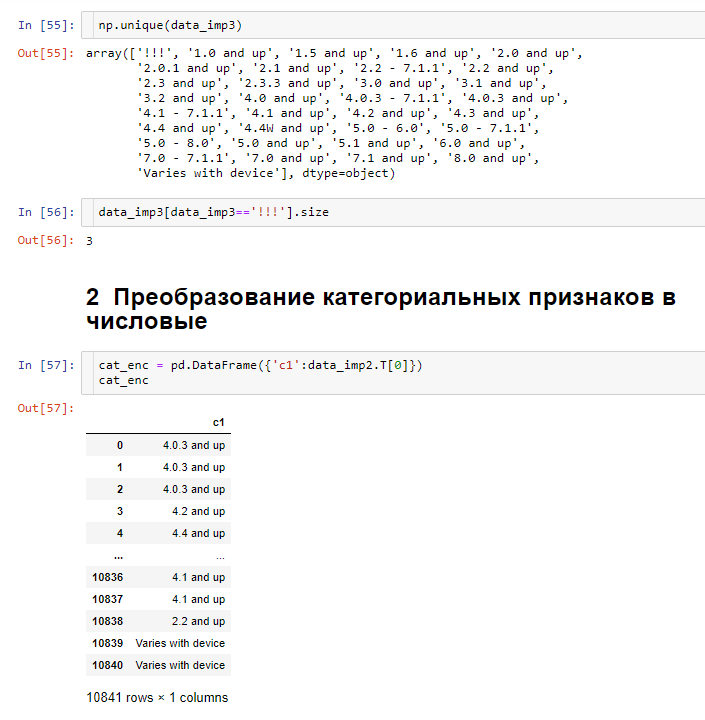 In [55]: np.unique(data_imp3)
Out[55]: array(['!!!', '1.0 and up', '1.5 and up', '1.6 and up', '2.0 and up',
'2.0.1 and up', '2.1 and up', '2.2 - 7.1.1', '2.2 and up',
'2.3 and up', '2.3.3 and up', '3.0 and up', '3.1 and up',
'3.2 and up', '4.0 and up', '4.0.3 - 7.1.1', '4.0.3 and up',
'4.1 - 7.1.1', '4.1 and up', '4.2 and up', '4.3 and up',
'4.4 and up', '4.4W and up', '5.0 - 6.0', '5.0 - 7.1.1',
'5.0 - 8.0', '5.0 and up', '5.1 and up', '6.0 and up',
'7.0 - 7.1.1', '7.0 and up', '7.1 and up', '8.0 and up',
'Varies with device'], dtype=object)
In [56]: data_imp3[data_imp3=='!!!'].size
Out[56]: 3
2 Преобразование категориальных признаков в
числовые
In [57]: cat_enc = pd.DataFrame({'c1':data_imp2.T[0]})
cat_enc
Out[57]:
c1
0 4.0.3 and up
1 4.0.3 and up
2 4.0.3 and up
3 4.2 and up
4 4.4 and up
... ...
10836 4.1 and up
10837 4.1 and up
10838 2.2 and up
10839 Varies with device
10840 Varies with device
10841 rows × 1 columns